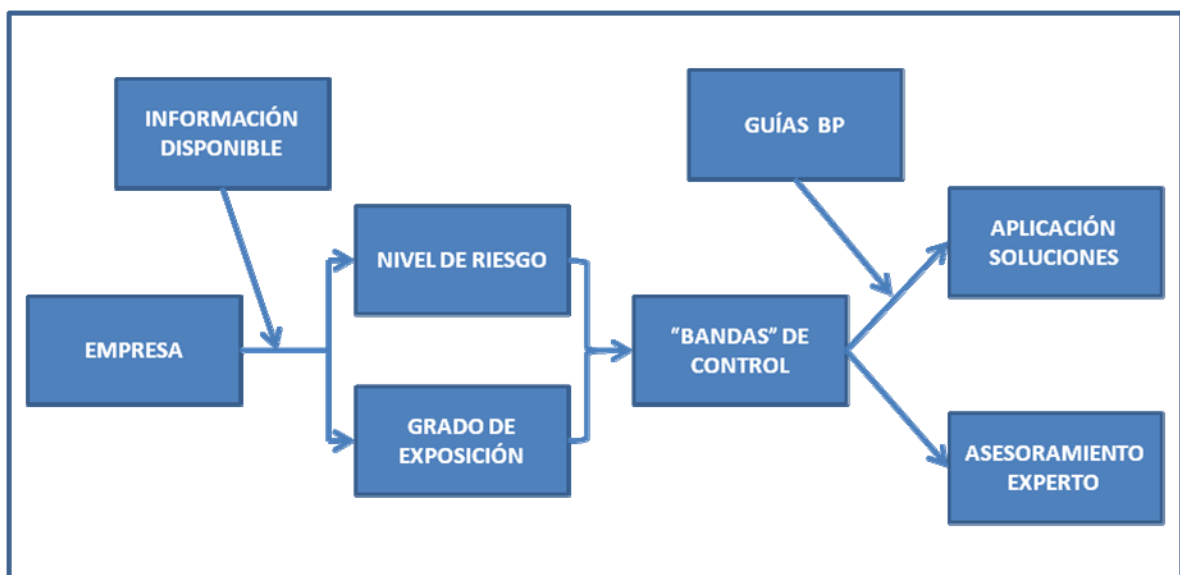 INFORMACIÓN
DISPONIBLE
GUÍAS BP
NIVEL DE RIESGO
APLICACIÓN
SOLUCIONES
EMPRESA
"BANDAS" DE
CONTROL
GRADO DE
EXPOSICIÓN
ASESORAMIENTO
EXPERTO